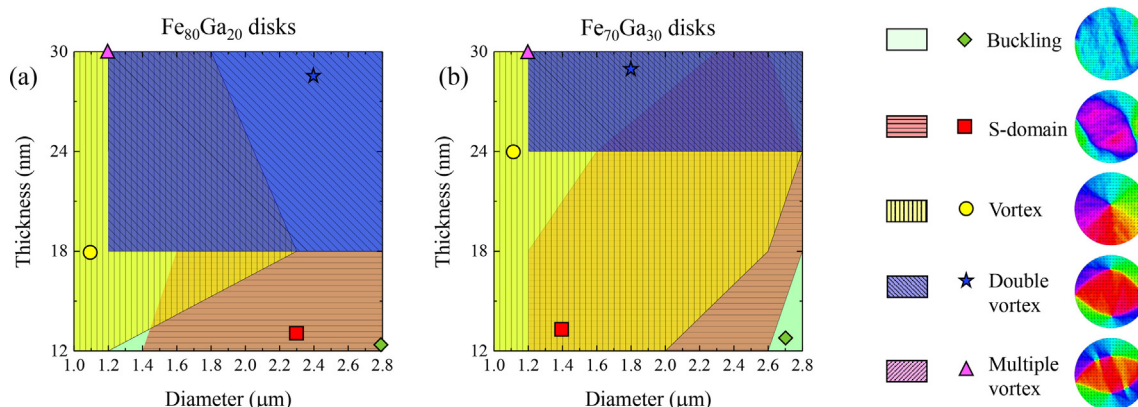 Fe80Ga20 disks
(a)
Thickness (nm)
30
24
18
12
1.0 1.2 1.4 1.6 1.8 2.0 2.2 2.4 2.6 2.8
Diameter (μm)
Fe70Ga30 disks
(b)
Thickness (nm)
30
24
18
12
1.0 1.2 1.4 1.6 1.8 2.0 2.2 2.4 2.6 2.8
Diameter (μm)
Buckling
S-domain
Vortex
Double
vortex
Multiple
vortex